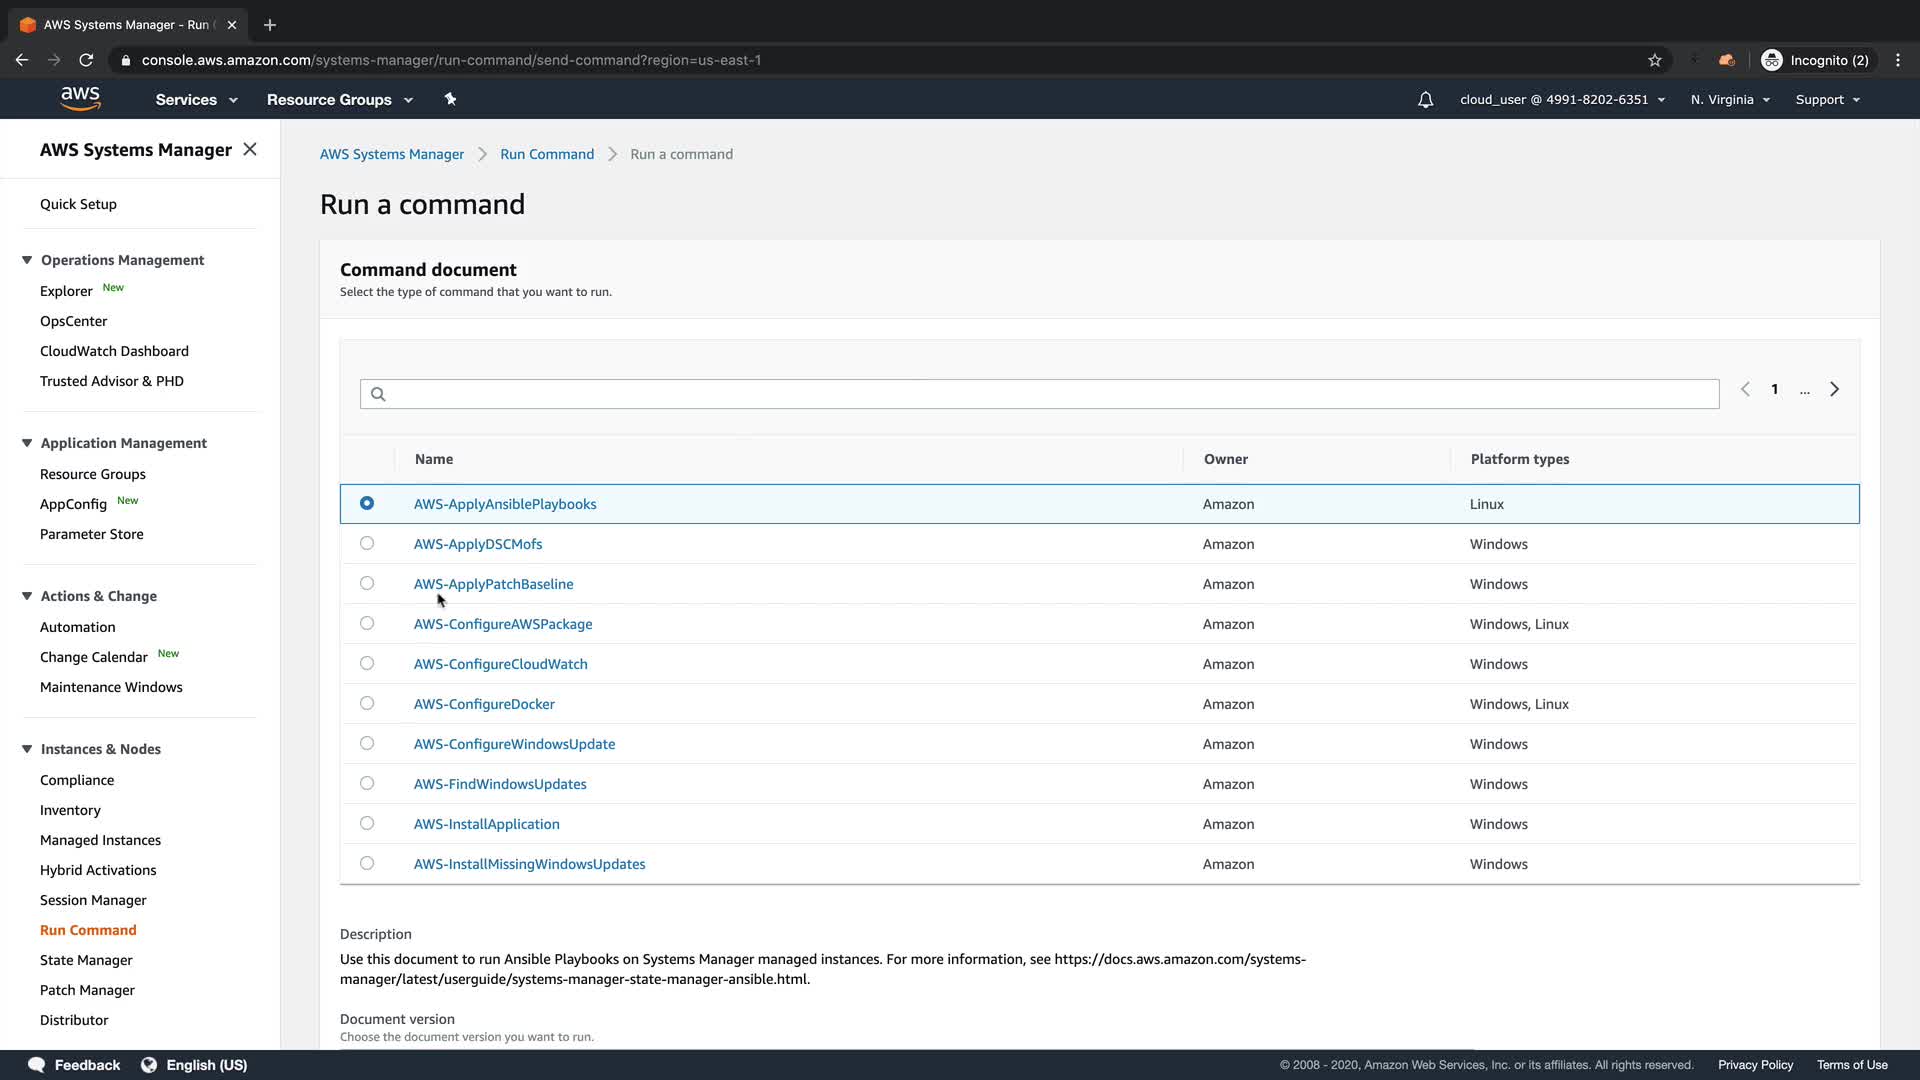 AWS Systems Manager - Run
console.aws.amazon.com/systems-manager/run-command/send-command?region=us-east-1
Incognito (2)
aws
Services
Resource Groups
cloud_user @ 4991-8202-6351
N. Virginia
Support
AWS Systems Manager
Quick Setup
Operations Management
Explorer New
OpsCenter
CloudWatch Dashboard
Trusted Advisor & PHD
Application Management
Resource Groups
AppConfig New
Parameter Store
Actions & Change
Automation
Change Calendar New
Maintenance Windows
Instances & Nodes
Compliance
Inventory
Managed Instances
Hybrid Activations
Session Manager
Run Command
State Manager
Patch Manager
Distributor
AWS Systems Manager > Run Command > Run a command
Run a command
Command document
Select the type of command that you want to run.
1 ...
Name Owner Platform types
AWS-ApplyAnsiblePlaybooks Amazon Linux
AWS-ApplyDSCMofs Amazon Windows
AWS-ApplyPatchBaseline Amazon Windows
AWS-ConfigureAWSPackage Amazon Windows, Linux
AWS-ConfigureCloudWatch Amazon Windows
AWS-ConfigureDocker Amazon Windows, Linux
AWS-ConfigureWindowsUpdate Amazon Windows
AWS-FindWindowsUpdates Amazon Windows
AWS-InstallApplication Amazon Windows
AWS-InstallMissingWindowsUpdates Amazon Windows
Description
Use this document to run Ansible Playbooks on Systems Manager managed instances. For more information, see https://docs.aws.amazon.com/systems-
manager/latest/userguide/systems-manager-state-manager-ansible.html.
Document version
Choose the document version you want to run.
Feedback
English (US)
© 2008 - 2020, Amazon Web Services, Inc. or its affiliates. All rights reserved.
Privacy Policy
Terms of Use